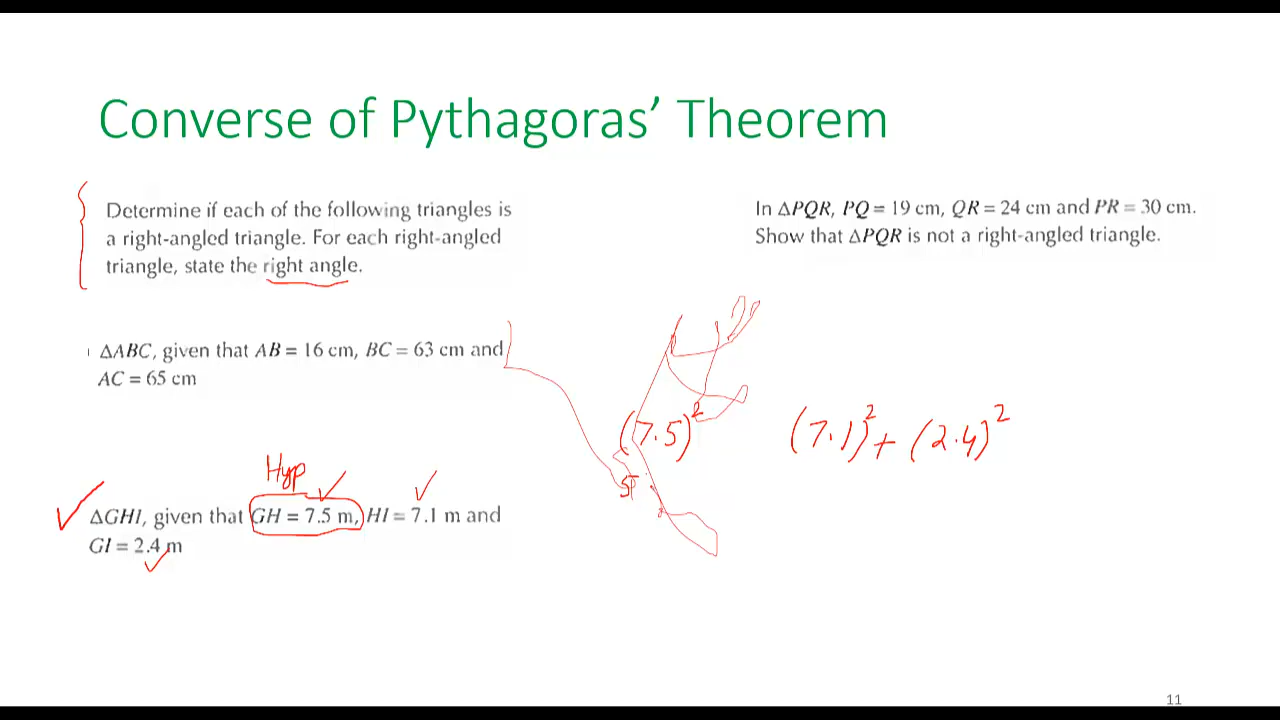 Converse of Pythagoras’ Theorem
Determine if each of the following triangles is
a right-angled triangle. For each right-angled
triangle, state the right angle.
ΔABC, given that AB = 16 cm, BC = 63 cm and
AC = 65 cm
Hyp
ΔGHI, given that GH = 7.5 m, HI = 7.1 m and
GI = 2.4 m
In ΔPQR, PQ = 19 cm, QR = 24 cm and PR = 30 cm.
Show that ΔPQR is not a right-angled triangle.
(7.5)² (7.1)² + (2.4)²
11